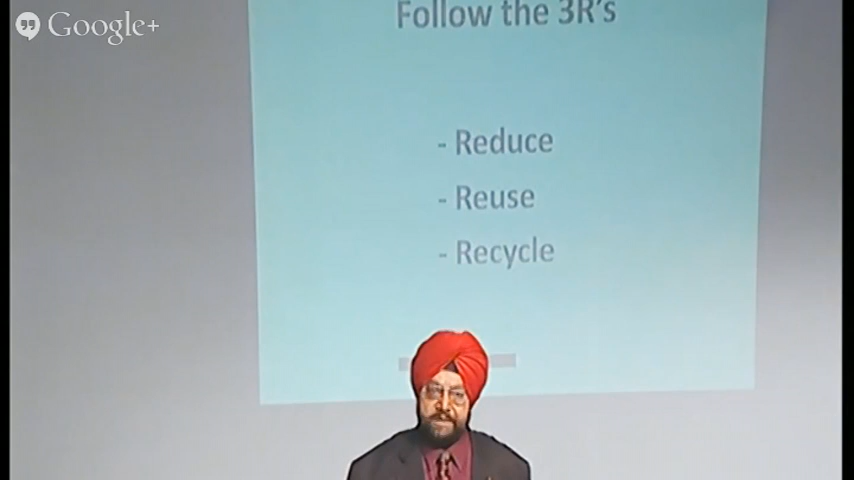 Google+
Follow the 3R's
- Reduce
- Reuse
- Recycle